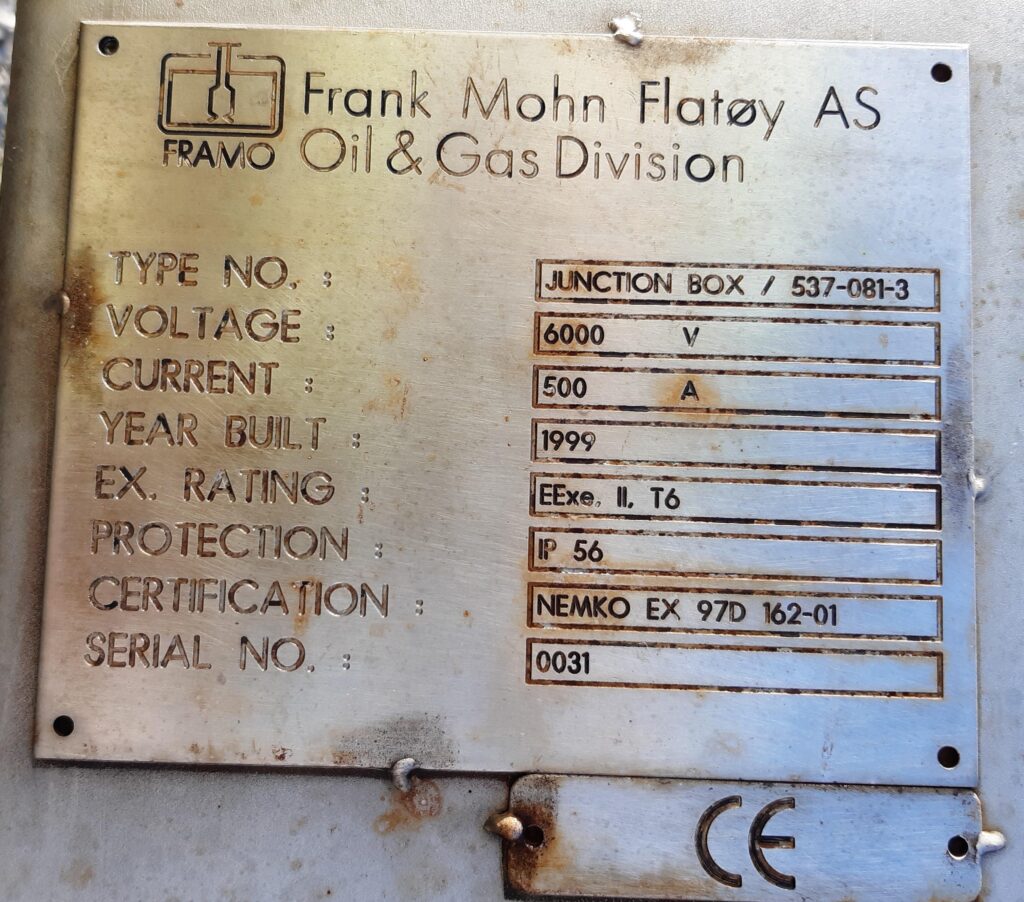 Frank Mohn Flatøy AS
FRAMO Oil & Gas Division
TYPE NO. : JUNCTION BOX / 537-081-3
VOLTAGE : 6000 V
CURRENT : 500 A
YEAR BUILT : 1999
EX. RATING : EExe, II, T6
PROTECTION : IP 56
CERTIFICATION : NEMKO EX 97D 162-01
SERIAL NO. : 0031
CE